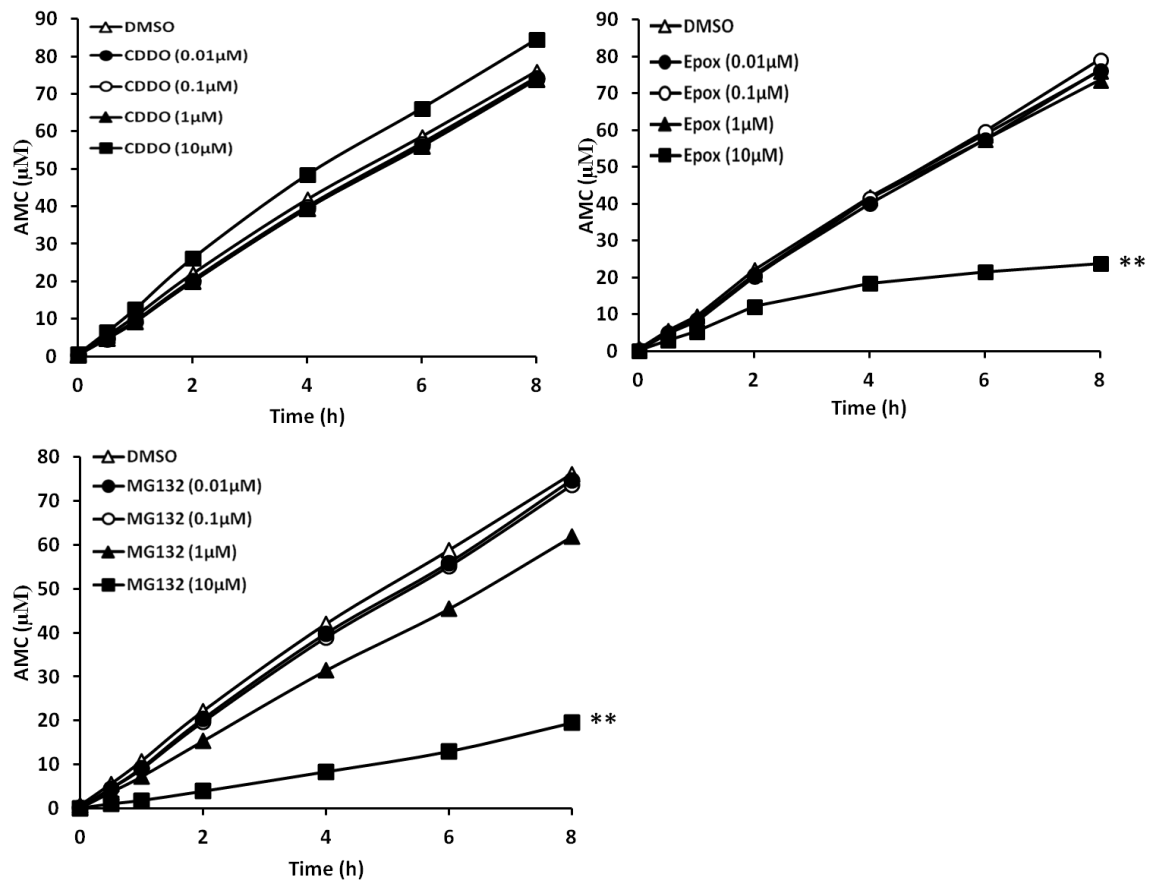 90
80
70
60
50
40
30
20
10
0
AMC (µM)
DMSO
CDDO (0.01µM)
CDDO (0.1µM)
CDDO (1µM)
CDDO (10µM)
0 2 4 6 8
Time (h)
90
80
70
60
50
40
30
20
10
0
AMC (µM)
DMSO
Epox (0.01µM)
Epox (0.1µM)
Epox (1µM)
Epox (10µM)
**
0 2 4 6 8
Time (h)
80
70
60
50
40
30
20
10
0
AMC (µM)
DMSO
MG132 (0.01µM)
MG132 (0.1µM)
MG132 (1µM)
MG132 (10µM)
**
0 2 4 6 8
Time (h)